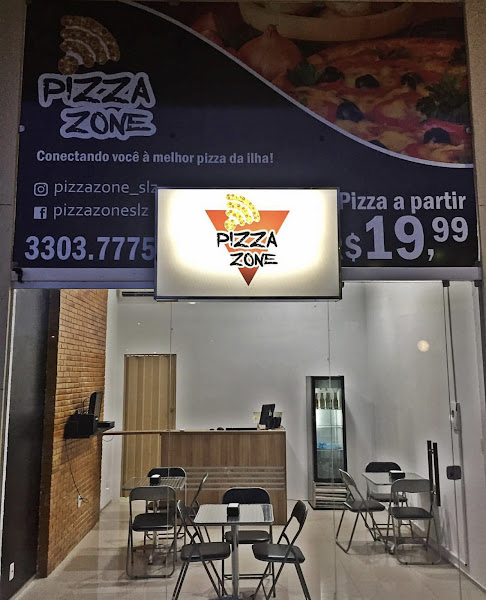 PIZZA
ZONE
Conectando você à melhor pizza da ilha!
pizzazone_slz
pizzazoneslz
3303.7775
Pizza a partir
$19,99
PIZZA
ZONE